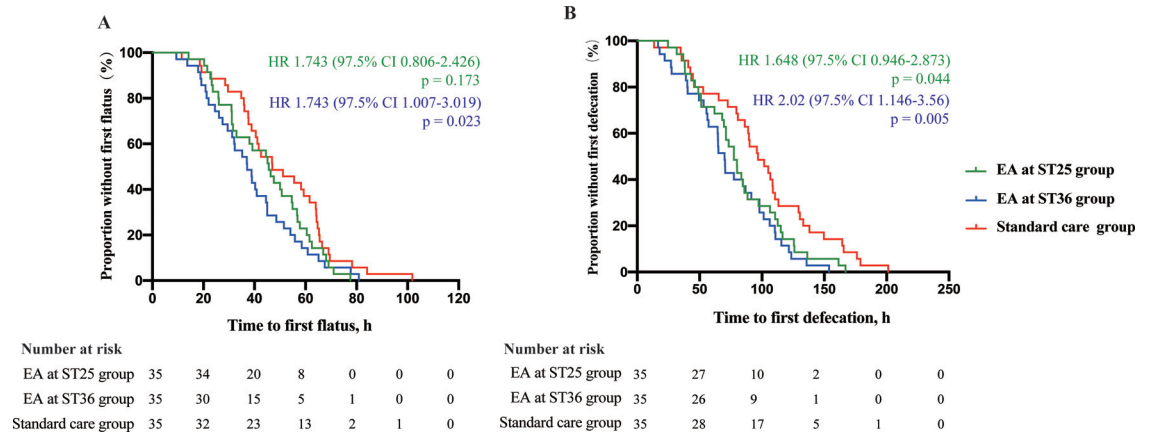 A
Proportion without first flatus (%)
100
80
60
40
20
0
HR 1.743 (97.5% CI 0.806-2.426)
p = 0.173
HR 1.743 (97.5% CI 1.007-3.019)
p = 0.023
0 20 40 60 80 100 120
Time to first flatus, h
B
Proportion without first defecation (%)
100
80
60
40
20
0
HR 1.648 (97.5% CI 0.946-2.873)
p = 0.044
HR 2.02 (97.5% CI 1.146-3.56)
p = 0.005
0 50 100 150 200 250
Time to first defecation, h
EA at ST25 group
EA at ST36 group
Standard care group
Number at risk
EA at ST25 group 35 34 20 8 0 0 0
EA at ST36 group 35 30 15 5 1 0 0
Standard care group 35 32 23 13 2 1 0
Number at risk
EA at ST25 group 35 27 10 2 0 0
EA at ST36 group 35 26 9 1 0 0
Standard care group 35 28 17 5 1 0